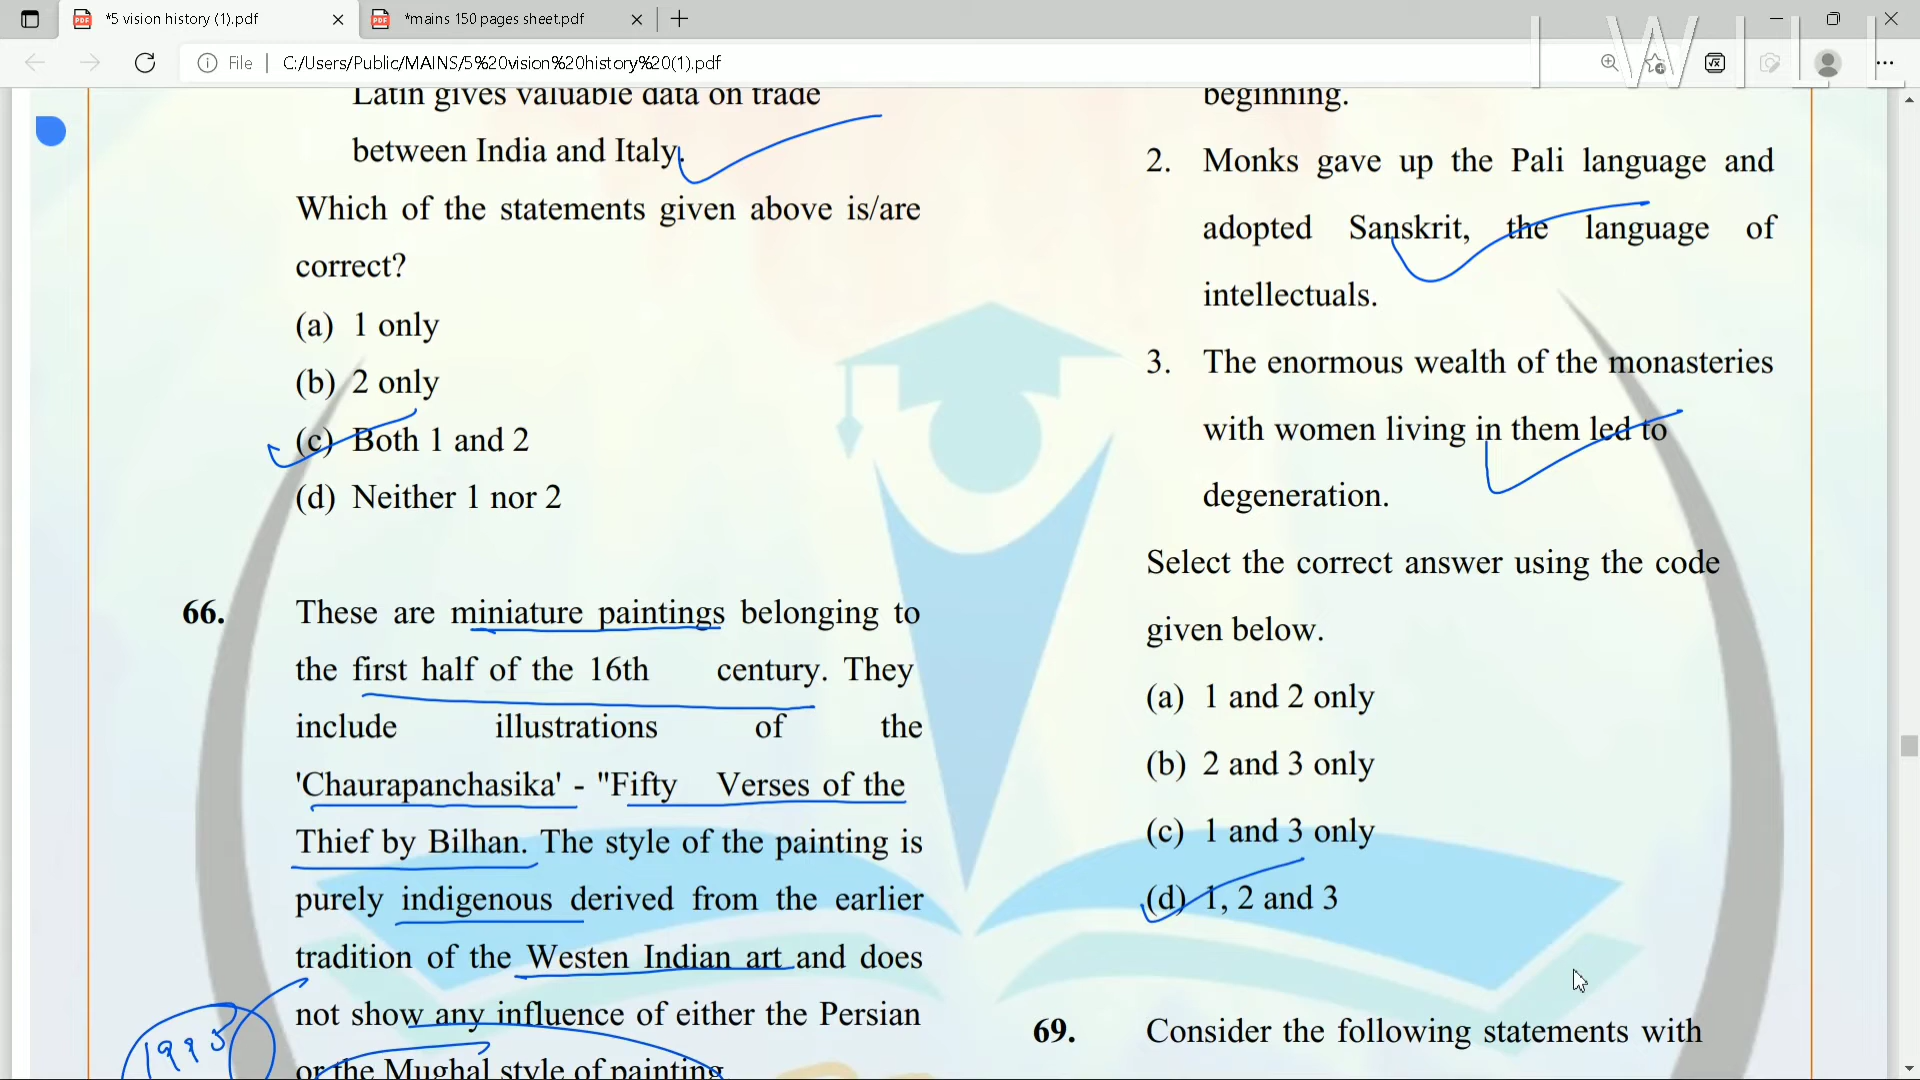 *5 vision history (1).pdf
*mains 150 pages sheet.pdf
File
C:/Users/Public/MAINS/5%20vision%20history%20(1).pdf
I WILL
Latin gives valuable data on trade
between India and Italy.
Which of the statements given above is/are
correct?
(a) 1 only
(b) 2 only
(c) Both 1 and 2
(d) Neither 1 nor 2
66. These are miniature paintings belonging to
the first half of the 16th century. They
include illustrations of the
'Chaurapanchasika' - "Fifty Verses of the
Thief by Bilhan. The style of the painting is
purely indigenous derived from the earlier
tradition of the Westen Indian art and does
not show any influence of either the Persian
or the Mughal style of painting.
1995
beginning.
2. Monks gave up the Pali language and
adopted Sanskrit, the language of
intellectuals.
3. The enormous wealth of the monasteries
with women living in them led to
degeneration.
Select the correct answer using the code
given below.
(a) 1 and 2 only
(b) 2 and 3 only
(c) 1 and 3 only
(d) 1, 2 and 3
69. Consider the following statements with